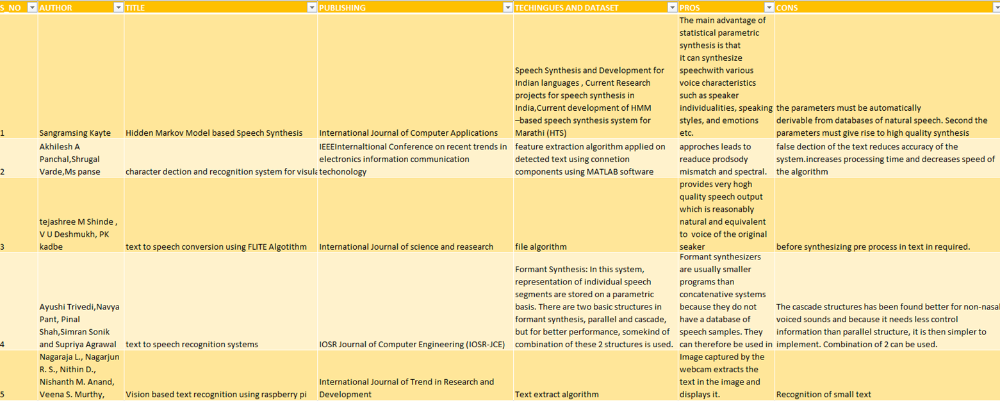 S_NO AUTHOR TITLE PUBLISHING TECHINGUES AND DATASET PROS CONS
1
Sangramsing Kayte
Hidden Markov Model based Speech Synthesis
International Journal of Computer Applications
Speech Synthesis and Development for
Indian languages , Current Research
projects for speech synthesis in
India,Current development of HMM
–based speech synthesis system for
Marathi (HTS)
The main advantage of
statistical parametric
synthesis is that
it can synthesize
speechwith various
voice characteristics
such as speaker
individualities, speaking
styles, and emotions
etc.
the parameters must be automatically
derivable from databases of natural speech. Second the
parameters must give rise to high quality synthesis
2
Akhilesh A
Panchal,Shrugal
Varde,Ms panse
character dection and recognition system for visula
IEEEInternaltional Conference on recent trends in
electronics information communication
techonology
feature extraction algorithm applied on
detected text using connetion
components using MATLAB software
approches leads to
readuce prodsody
mismatch and spectral.
false dection of the text reduces accuracy of the
system.increases processing time and decreases speed of
the algorithm
3
tejashree M Shinde ,
V U Deshmukh, PK
kadbe
text to speech conversion using FLITE Algotithm
International Journal of science and reasearch
file algorithm
provides very hogh
quality speech output
which is reasonably
natural and equivalent
to voice of the original
seaker
before synthesizing pre process in text in required.
4
Ayushi Trivedi,Navya
Pant, Pinal
Shah,Simran Sonik
and Supriya Agrawal
text to speech recognition systems
IOSR Journal of Computer Engineering (IOSR-JCE)
Formant Synthesis: In this system,
representation of individual speech
segments are stored on a parametric
basis. There are two basic structures in
formant synthesis, parallel and cascade,
but for better performance, somekind of
combination of these 2 structures is used.
Formant synthesizers
are usually smaller
programs than
concatenative systems
because they do not
have a database of
speech samples. They
can therefore be used in
The cascade structures has been found better for non-nasal
voiced sounds and because it needs less control
information than parallel structure, it is then simpler to
implement. Combination of 2 can be used.
5
Nagaraja L., Nagarjun
R. S., Nithin D.,
Nishanth M. Anand,
Veena S. Murthy,
Vision based text recognition using raspberry pi
International Journal of Trend in Research and
Development
Text extract algorithm
Image captured by the
webcam extracts the
text in the image and
displays it.
Recognition of small text